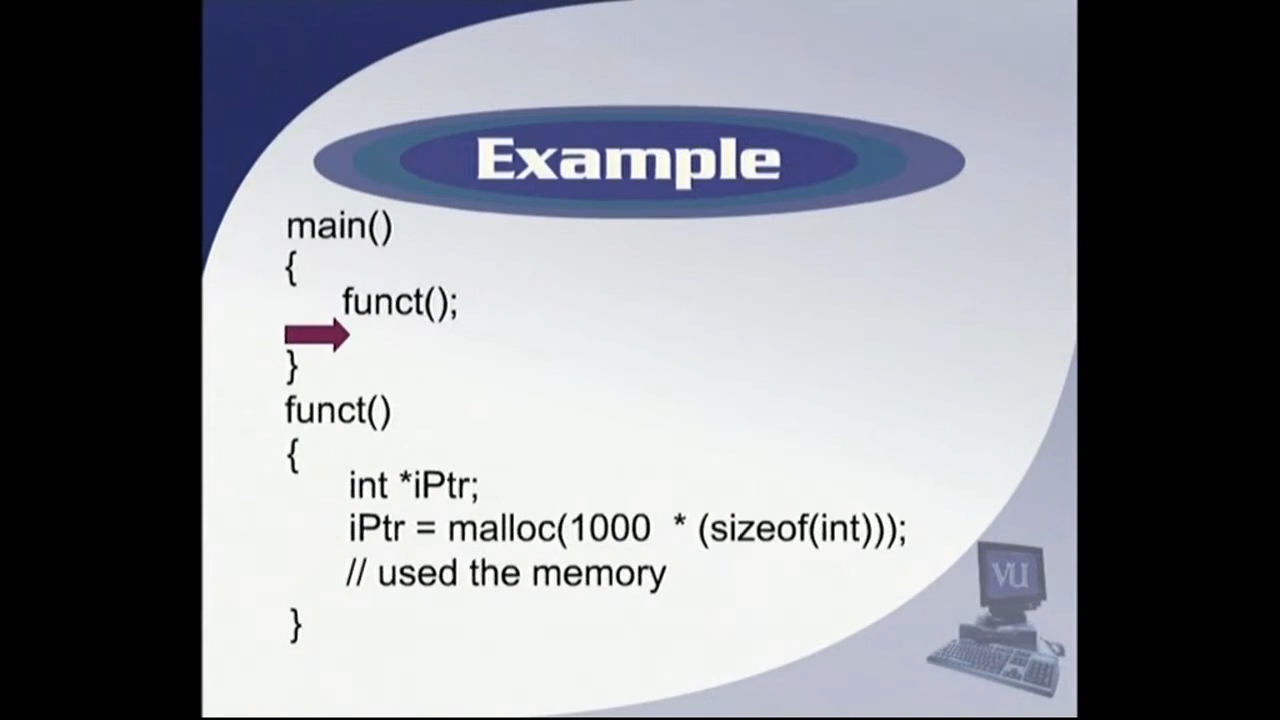 Example
main()
{
funct();
}
funct()
{
int *iPtr;
iPtr = malloc(1000 * (sizeof(int)));
// used the memory
}
VU